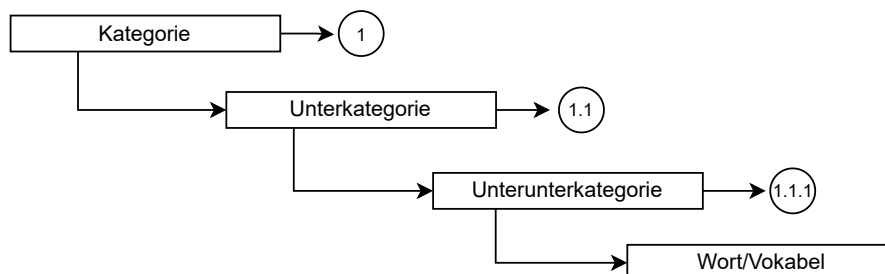 Kategorie 1
Unterkategorie 1.1
Unterunterkategorie 1.1.1
Wort/Vokabel